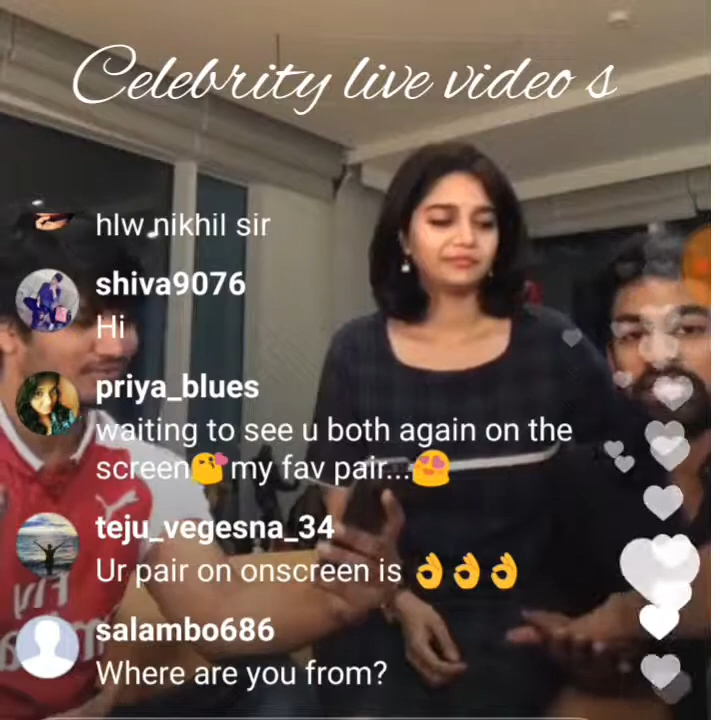 Celebrity live video s
hlw nikhil sir
shiva9076
Hi
priya_blues
waiting to see u both again on the
screen😘my fav pair...😍
teju_vegesna_34
Ur pair on onscreen is 👌👌👌
salambo686
Where are you from?